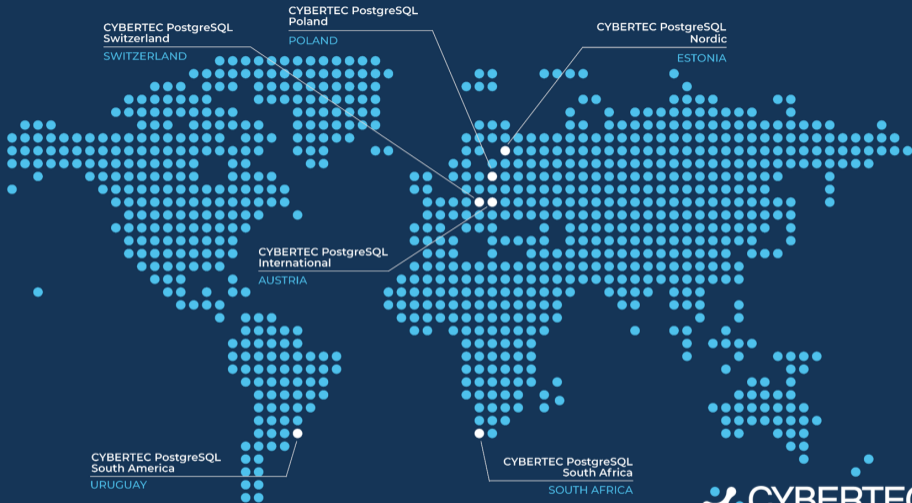 CYBERTEC PostgreSQL
Switzerland
SWITZERLAND
CYBERTEC PostgreSQL
Poland
POLAND
CYBERTEC PostgreSQL
Nordic
ESTONIA
CYBERTEC PostgreSQL
International
AUSTRIA
CYBERTEC PostgreSQL
South America
URUGUAY
CYBERTEC PostgreSQL
South Africa
SOUTH AFRICA
CYBERTEC